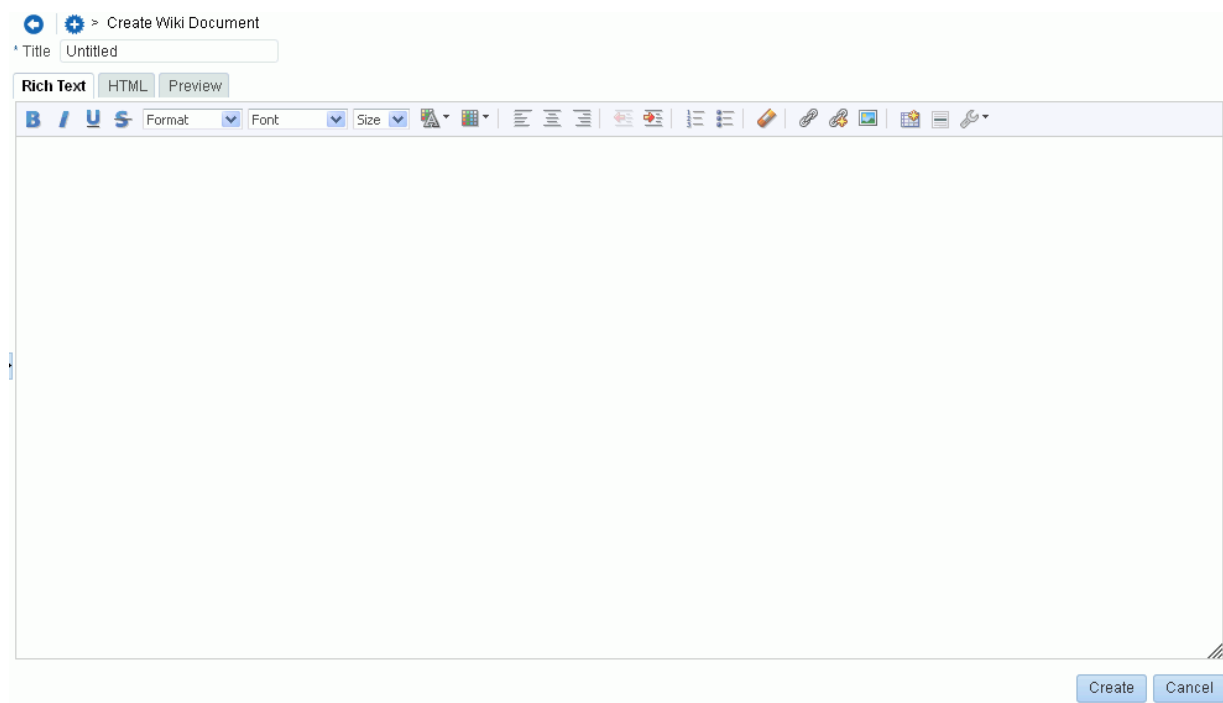 > Create Wiki Document
* Title Untitled
Rich Text HTML Preview
B I U S Format Font Size
Create Cancel